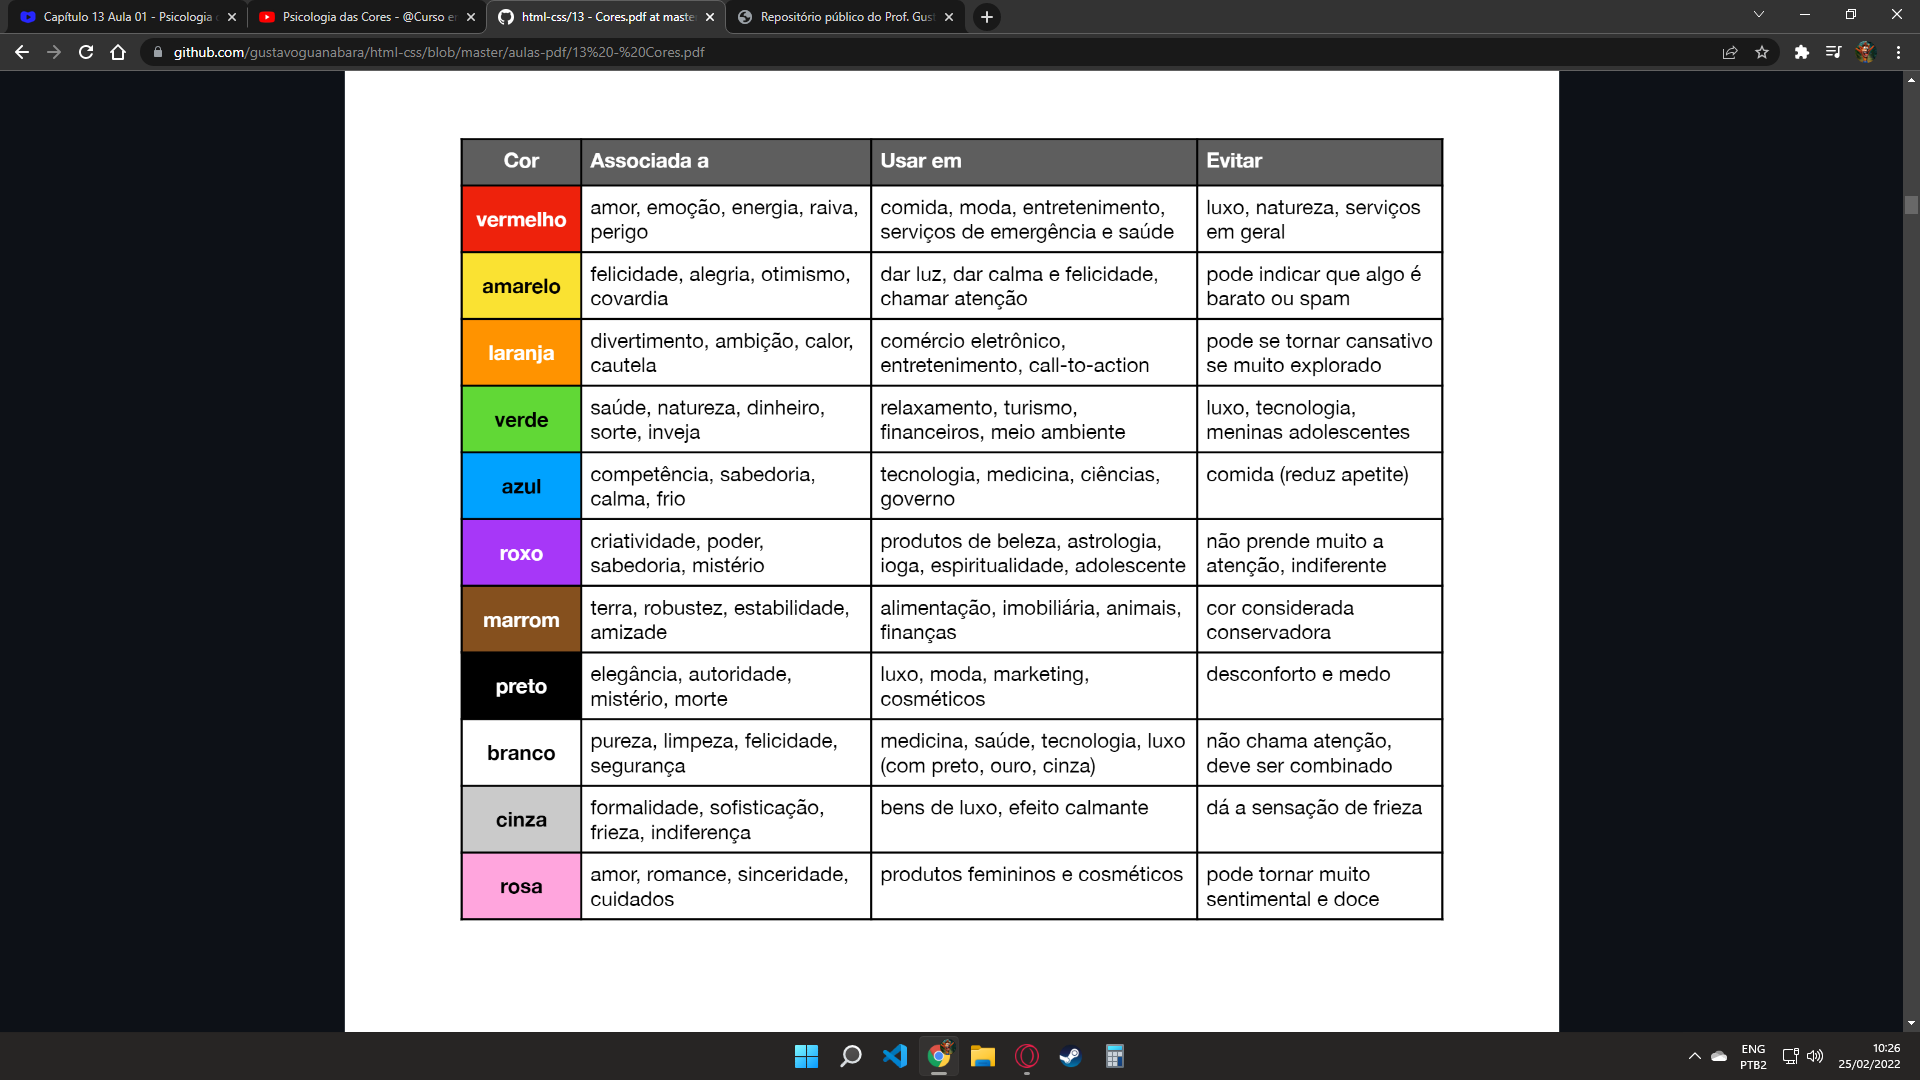 Capítulo 13 Aula 01 - Psicologia
Psicologia das Cores - @Curso e
html-css/13 - Cores.pdf at maste
Repositório público do Prof. Gus
github.com/gustavoguanabara/html-css/blob/master/aulas-pdf/13%20-%20Cores.pdf
Cor
Associada a
Usar em
Evitar
vermelho
amor, emoção, energia, raiva,
perigo
comida, moda, entretenimento,
serviços de emergência e saúde
luxo, natureza, serviços
em geral
amarelo
felicidade, alegria, otimismo,
covardia
dar luz, dar calma e felicidade,
chamar atenção
pode indicar que algo é
barato ou spam
laranja
divertimento, ambição, calor,
cautela
comércio eletrônico,
entretenimento, call-to-action
pode se tornar cansativo
se muito explorado
verde
saúde, natureza, dinheiro,
sorte, inveja
relaxamento, turismo,
financeiros, meio ambiente
luxo, tecnologia,
meninas adolescentes
azul
competência, sabedoria,
calma, frio
tecnologia, medicina, ciências,
governo
comida (reduz apetite)
roxo
criatividade, poder,
sabedoria, mistério
produtos de beleza, astrologia,
ioga, espiritualidade, adolescente
não prende muito a
atenção, indiferente
marrom
terra, robustez, estabilidade,
amizade
alimentação, imobiliária, animais,
finanças
cor considerada
conservadora
preto
elegância, autoridade,
mistério, morte
luxo, moda, marketing,
cosméticos
desconforto e medo
branco
pureza, limpeza, felicidade,
segurança
medicina, saúde, tecnologia, luxo
(com preto, ouro, cinza)
não chama atenção,
deve ser combinado
cinza
formalidade, sofisticação,
frieza, indiferença
bens de luxo, efeito calmante
dá a sensação de frieza
rosa
amor, romance, sinceridade,
cuidados
produtos femininos e cosméticos
pode tornar muito
sentimental e doce
ENG
PTB2
10:26
25/02/2022